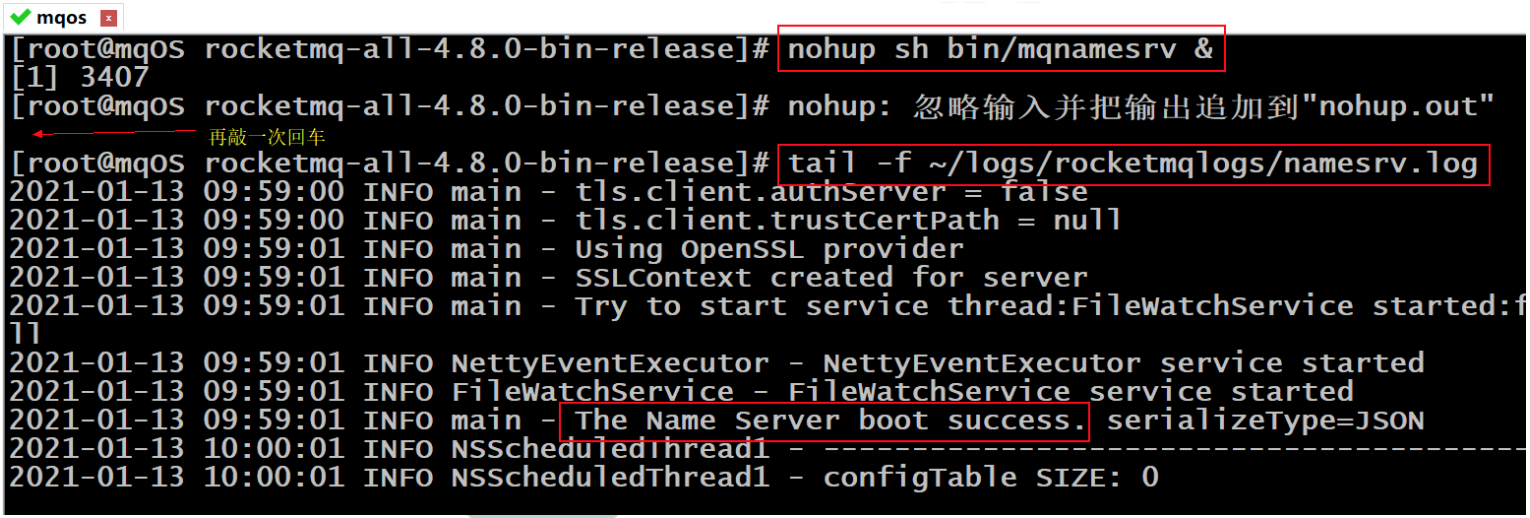 mqos
[root@mqOS rocketmq-all-4.8.0-bin-release]# nohup sh bin/mqnamesrv &
[1] 3407
[root@mqOS rocketmq-all-4.8.0-bin-release]# nohup: 忽略输入并把输出追加到"nohup.out"
再敲一次回车
[root@mqOS rocketmq-all-4.8.0-bin-release]# tail -f ~/logs/rocketmqlogs/namesrv.log
2021-01-13 09:59:00 INFO main - tls.client.authServer = false
2021-01-13 09:59:00 INFO main - tls.client.trustCertPath = null
2021-01-13 09:59:01 INFO main - Using OpenSSL provider
2021-01-13 09:59:01 INFO main - SSLContext created for server
2021-01-13 09:59:01 INFO main - Try to start service thread:FileWatchService started:f
ll
2021-01-13 09:59:01 INFO NettyEventExecutor - NettyEventExecutor service started
2021-01-13 09:59:01 INFO FileWatchService - FileWatchService service started
2021-01-13 09:59:01 INFO main - The Name Server boot success. serializeType=JSON
2021-01-13 10:00:01 INFO NSScheduledThread1 - ----------------------------------------
2021-01-13 10:00:01 INFO NSScheduledThread1 - configTable SIZE: 0